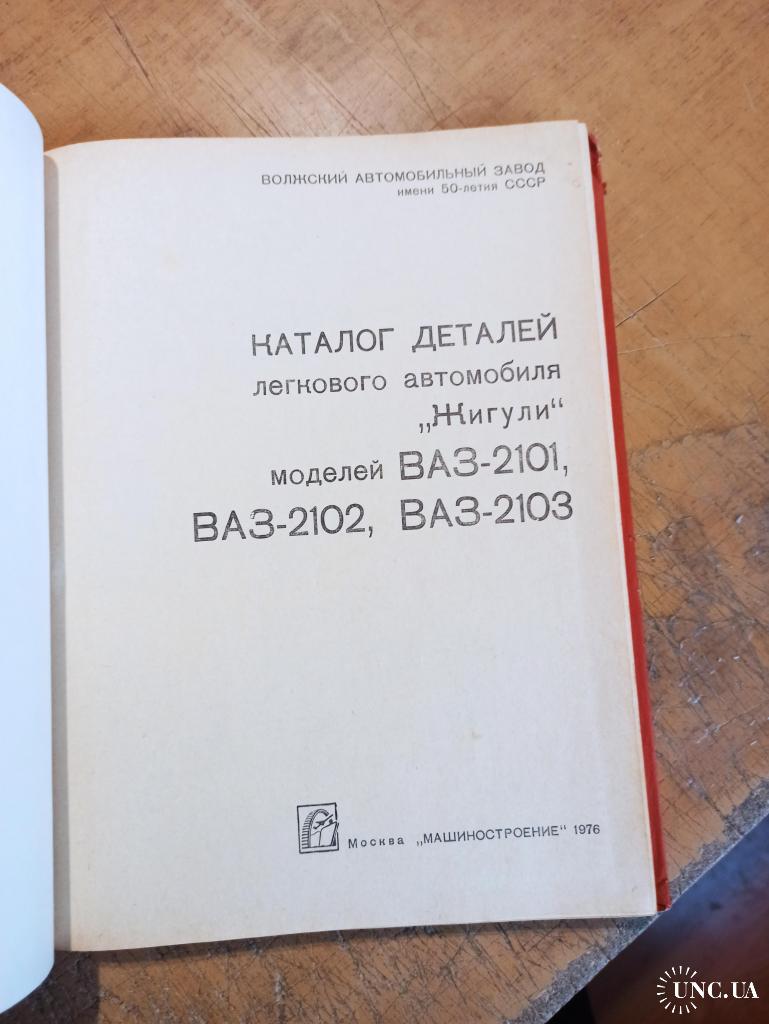 ВОЛЖСКИЙ АВТОМОБИЛЬНЫЙ ЗАВОД
имени 50-летия СССР
КАТАЛОГ ДЕТАЛЕЙ
легкового автомобиля
„Жигули“
моделей ВАЗ-2101,
ВАЗ-2102, ВАЗ-2103
Москва „МАШИНОСТРОЕНИЕ“ 1976
UNC.UA